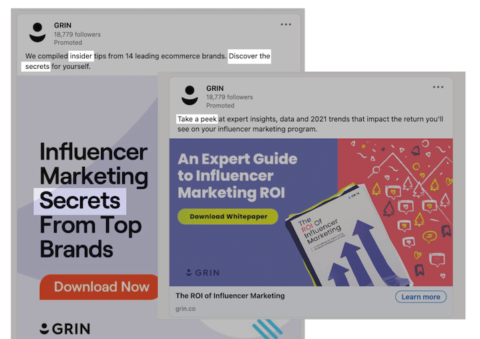 GRIN
18,779 followers
Promoted
We compiled insider tips from 14 leading ecommerce brands. Discover the
secrets for yourself.
Influencer
Marketing
Secrets
From Top
Brands
Download Now
GRIN
GRIN
18,779 followers
Promoted
Take a peek at expert insights, data and 2021 trends that impact the return you'll
see on your influencer marketing program.
An Expert Guide
to Influencer
Marketing ROI
Download Whitepaper
The
ROI of
Influencer
Marketing
GRIN
The ROI of Influencer Marketing
grin.co
Learn more